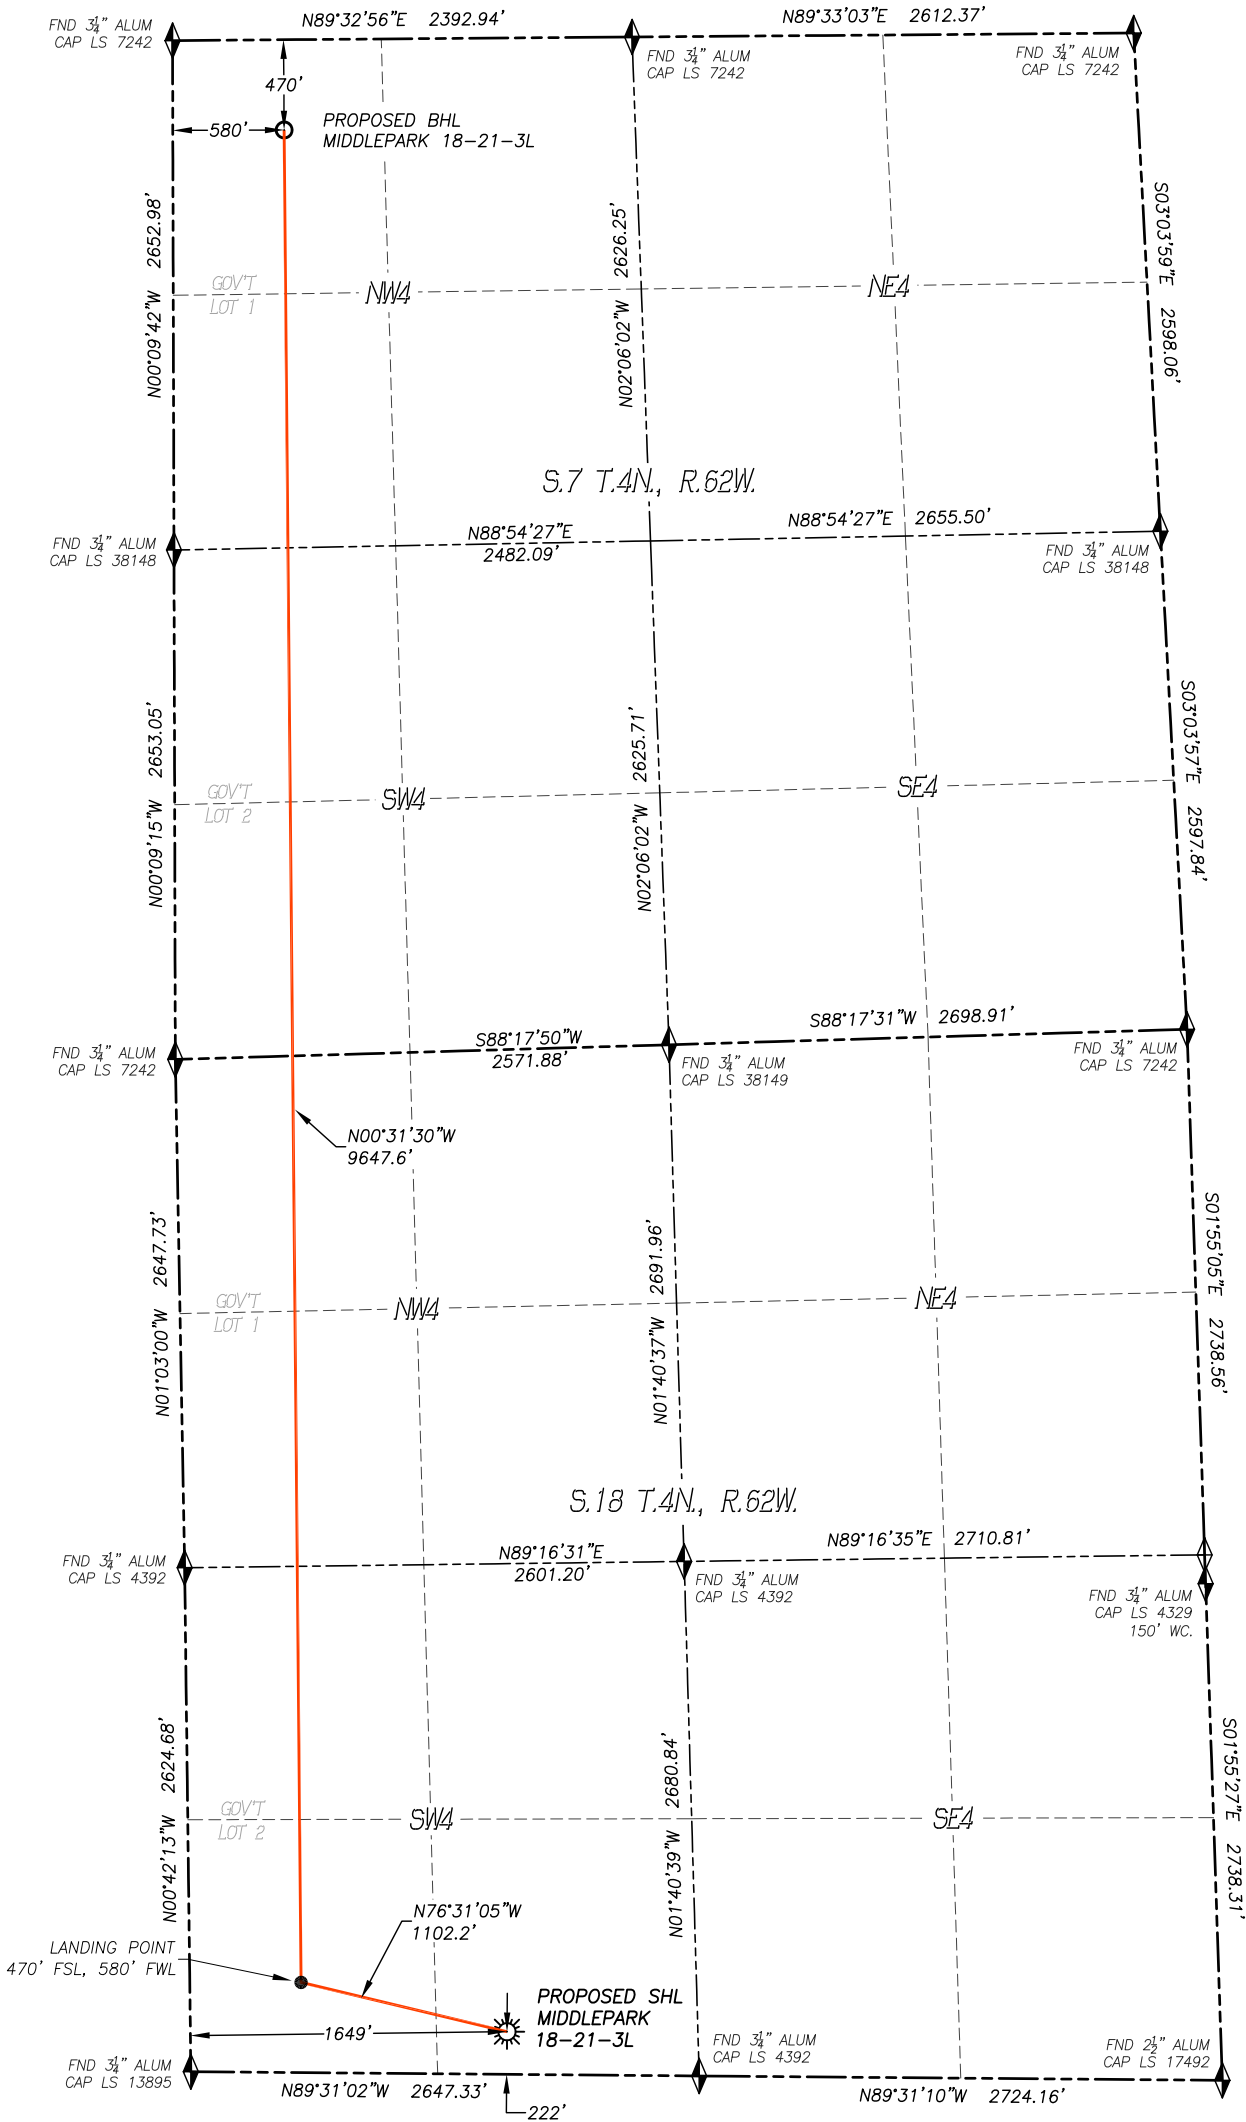 FND 3¼" ALUM
CAP LS 7242
N89°32'56"E 2392.94'
N89°33'03"E 2612.37'
FND 3¼" ALUM
CAP LS 7242
FND 3¼" ALUM
CAP LS 7242
470'
580'
PROPOSED BHL
MIDDLEPARK 18-21-3L
N00°09'42"W 2652.98'
N02°06'02"W 2626.25'
S03°03'59"E 2598.06'
GOV'T
LOT 1
NW4
NE4
S.7 T.4N., R.62W.
FND 3¼" ALUM
CAP LS 38148
N88°54'27"E
2482.09'
N88°54'27"E 2655.50'
FND 3¼" ALUM
CAP LS 38148
N00°09'15"W 2653.05'
N02°06'02"W 2625.71'
S03°03'57"E 2597.84'
GOV'T
LOT 2
SW4
SE4
FND 3¼" ALUM
CAP LS 7242
S88°17'50"W
2571.88'
S88°17'31"W 2698.91'
FND 3¼" ALUM
CAP LS 38149
FND 3¼" ALUM
CAP LS 7242
N00°31'30"W
9647.6'
N01°03'00"W 2647.73'
N01°40'37"W 2691.96'
S01°55'05"E 2738.56'
GOV'T
LOT 1
NW4
NE4
S.18 T.4N., R.62W.
FND 3¼" ALUM
CAP LS 4392
N89°16'31"E
2601.20'
N89°16'35"E 2710.81'
FND 3¼" ALUM
CAP LS 4392
FND 3¼" ALUM
CAP LS 4329
150' WC.
N00°42'13"W 2624.68'
N01°40'39"W 2680.84'
S01°55'27"E 2738.31'
GOV'T
LOT 2
SW4
SE4
N76°31'05"W
1102.2'
LANDING POINT
470' FSL, 580' FWL
PROPOSED SHL
MIDDLEPARK
18-21-3L
1649'
FND 3¼" ALUM
CAP LS 13895
FND 3¼" ALUM
CAP LS 4392
FND 2½" ALUM
CAP LS 17492
N89°31'02"W 2647.33'
N89°31'10"W 2724.16'
222'